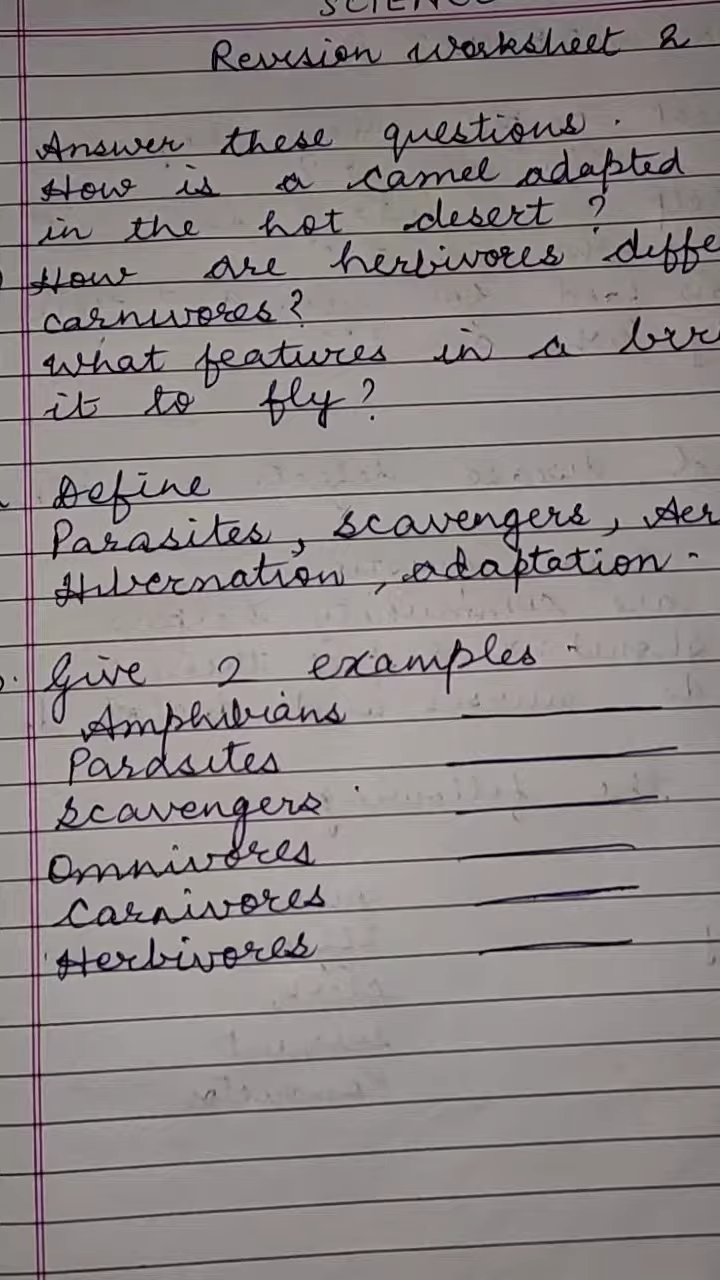 SCIENC
Revision worksheet 2
Answer these questions.
How is a camel adapted
in the hot desert?
How are herbivores diffe
carnivores?
What features in a
it to fly?
Define
Parasites, scavengers, Aer
Hibernation, adaptation.
Give 2 examples.
Amphibians
Parasites
Scavengers
Omnivores
Carnivores
Herbivores